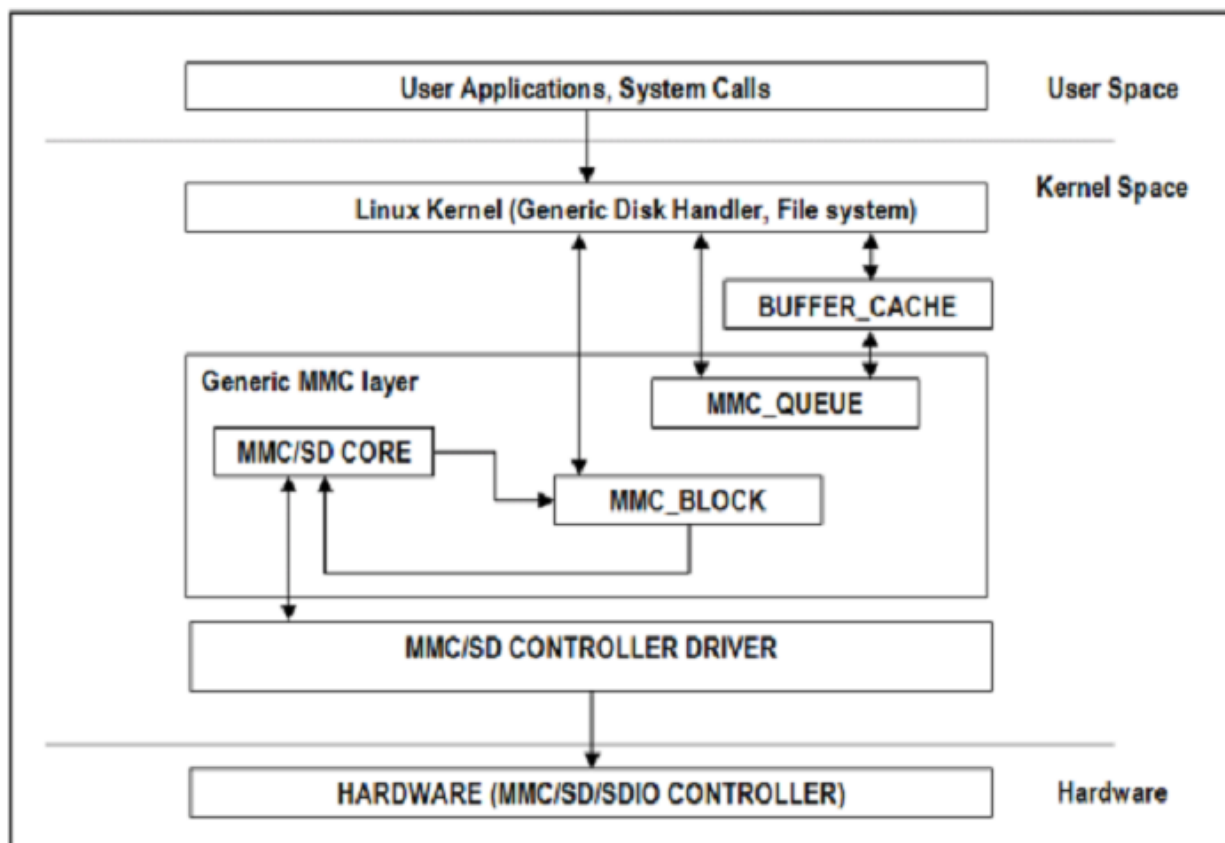 User Applications, System Calls
User Space
Kernel Space
Linux Kernel (Generic Disk Handler, File system)
BUFFER_CACHE
Generic MMC layer
MMC_QUEUE
MMC/SD CORE
MMC_BLOCK
MMC/SD CONTROLLER DRIVER
HARDWARE (MMC/SD/SDIO CONTROLLER)
Hardware